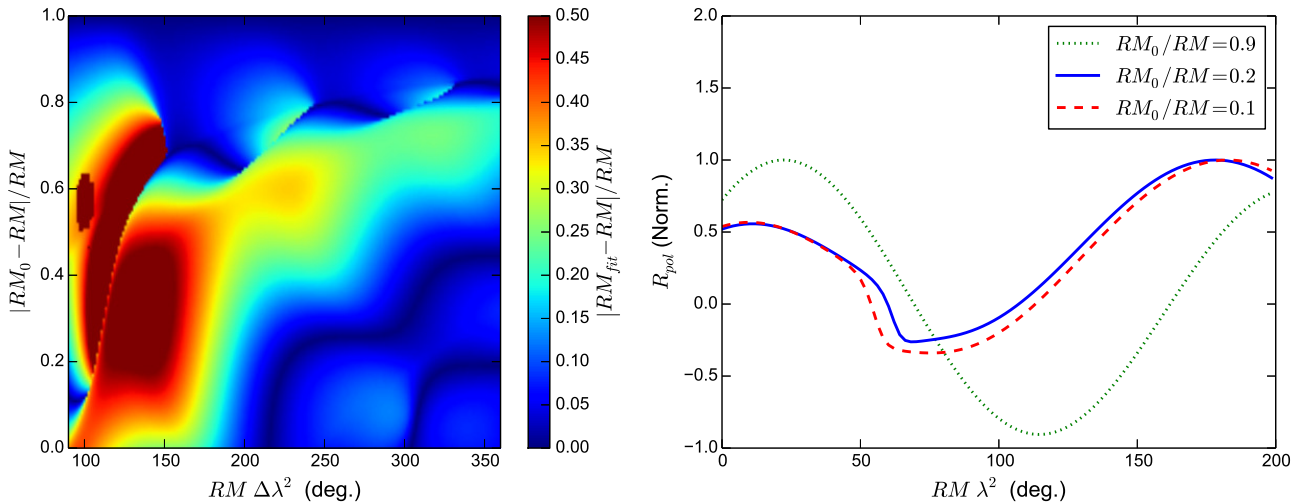 1.0
0.8
0.6
0.4
0.2
0.0
|RM₀−RM|/RM
100 150 200 250 300 350
RM Δλ² (deg.)
0.50
0.45
0.40
0.35
0.30
0.25
0.20
0.15
0.10
0.05
0.00
|RM_fit−RM|/RM
2.0
1.5
1.0
0.5
0.0
−0.5
−1.0
R_pol (Norm.)
RM₀/RM=0.9
RM₀/RM=0.2
RM₀/RM=0.1
0 50 100 150 200
RM λ² (deg.)